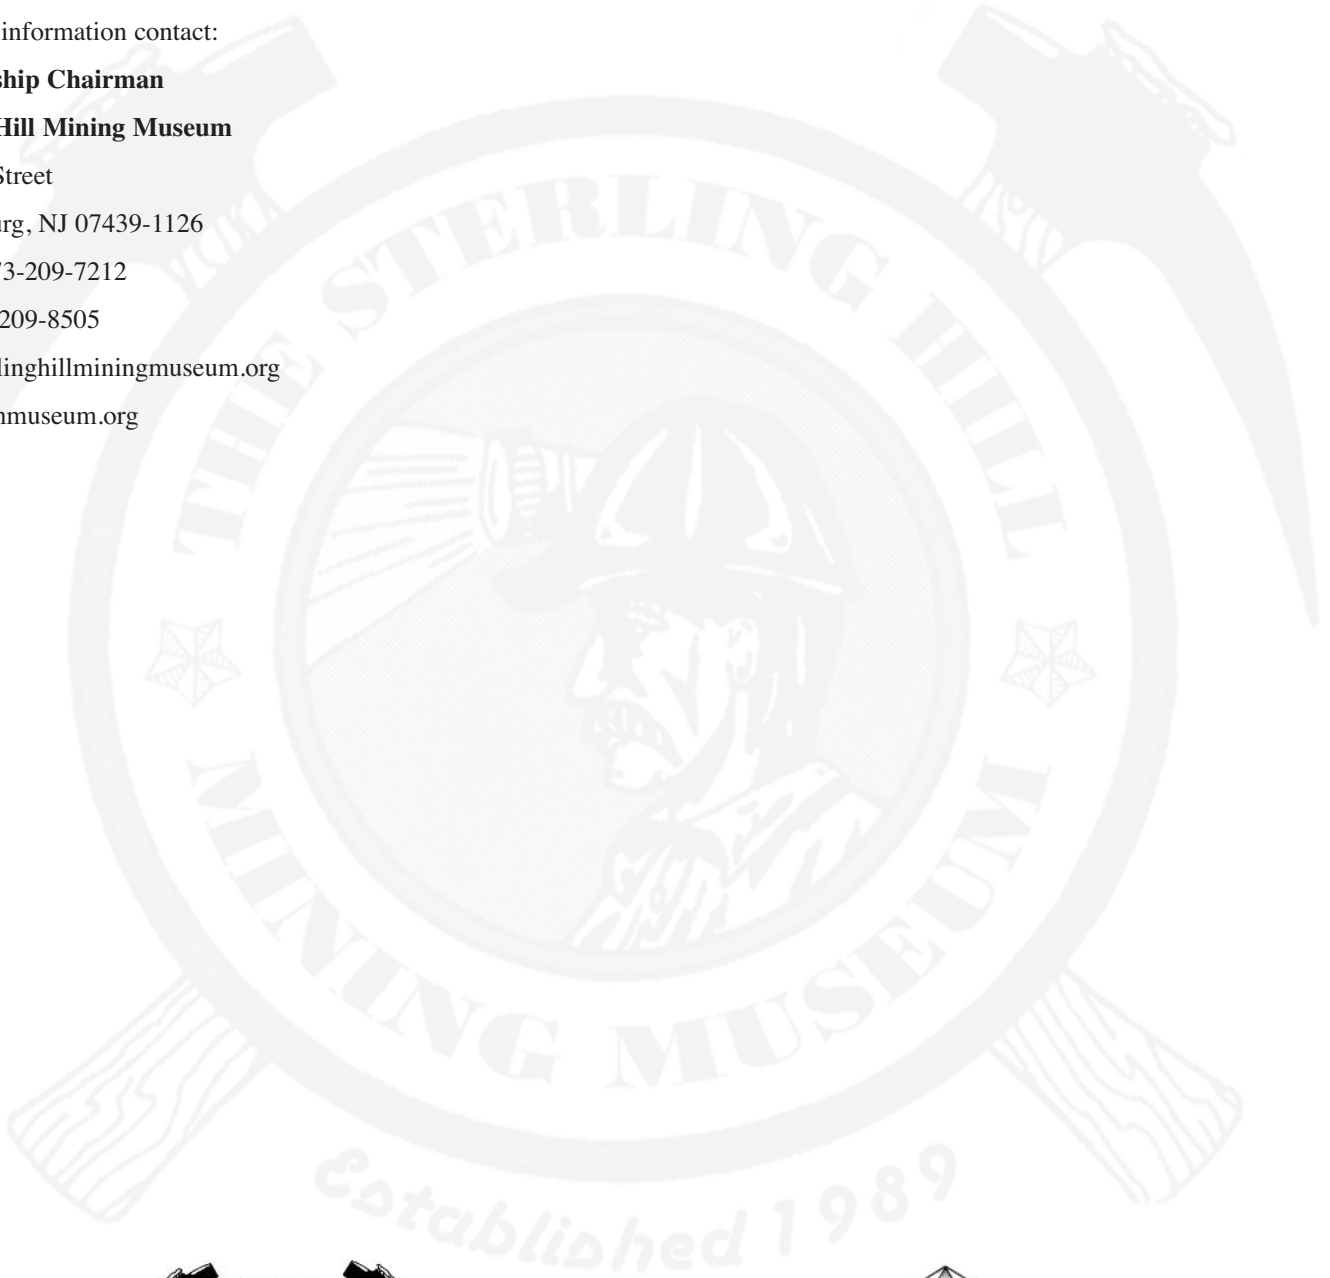 information contact:
ship Chairman
Hill Mining Museum
Street
urg, NJ 07439-1126
73-209-7212
209-8505
linghillminingmuseum.org
nmuseum.org
THE STERLING HILL
MINING MUSEUM
Established 1989